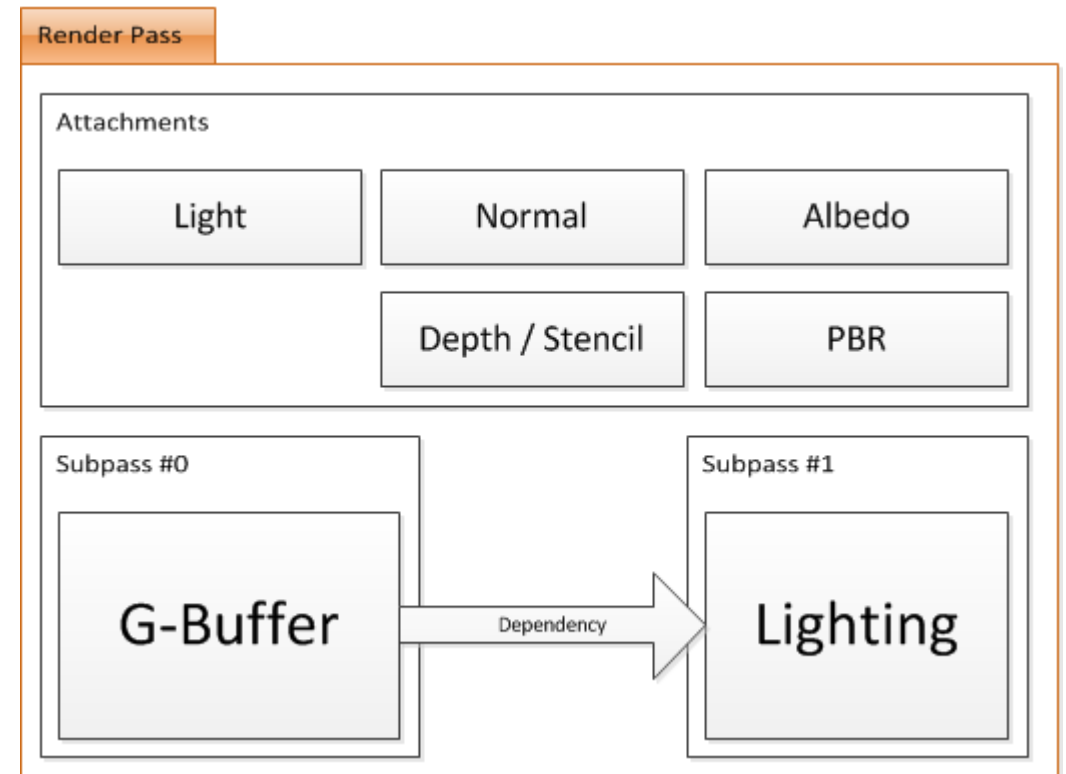 Render Pass
Attachments
Light
Normal
Albedo
Depth / Stencil
PBR
Subpass #0
Subpass #1
G-Buffer
Dependency
Lighting